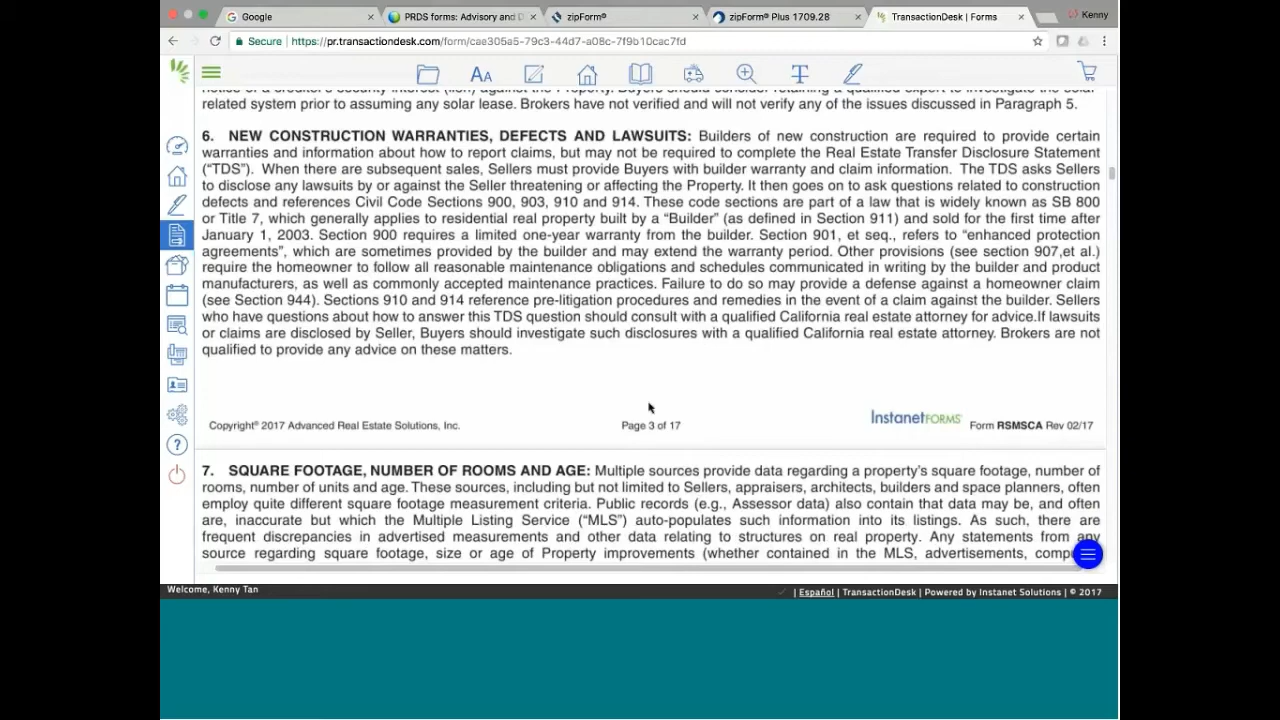 Google
PRDS forms: Advisory and D
zipForm®
zipForm® Plus 1709.28
TransactionDesk | Forms
Kenny
Secure | https://pr.transactiondesk.com/form/cae305a5-79c3-44d7-a08c-7f9b10cac7fd
related system prior to assuming any solar lease. Brokers have not verified and will not verify any of the issues discussed in Paragraph 5.
6. NEW CONSTRUCTION WARRANTIES, DEFECTS AND LAWSUITS: Builders of new construction are required to provide certain
warranties and information about how to report claims, but may not be required to complete the Real Estate Transfer Disclosure Statement
("TDS"). When there are subsequent sales, Sellers must provide Buyers with builder warranty and claim information. The TDS asks Sellers
to disclose any lawsuits by or against the Seller threatening or affecting the Property. It then goes on to ask questions related to construction
defects and references Civil Code Sections 900, 903, 910 and 914. These code sections are part of a law that is widely known as SB 800
or Title 7, which generally applies to residential real property built by a "Builder" (as defined in Section 911) and sold for the first time after
January 1, 2003. Section 900 requires a limited one-year warranty from the builder. Section 901, et seq., refers to "enhanced protection
agreements", which are sometimes provided by the builder and may extend the warranty period. Other provisions (see section 907,et al.)
require the homeowner to follow all reasonable maintenance obligations and schedules communicated in writing by the builder and product
manufacturers, as well as commonly accepted maintenance practices. Failure to do so may provide a defense against a homeowner claim
(see Section 944). Sections 910 and 914 reference pre-litigation procedures and remedies in the event of a claim against the builder. Sellers
who have questions about how to answer this TDS question should consult with a qualified California real estate attorney for advice.If lawsuits
or claims are disclosed by Seller, Buyers should investigate such disclosures with a qualified California real estate attorney. Brokers are not
qualified to provide any advice on these matters.
Copyright® 2017 Advanced Real Estate Solutions, Inc.
Page 3 of 17
InstanetFORMS
Form RSMSCA Rev 02/17
7. SQUARE FOOTAGE, NUMBER OF ROOMS AND AGE: Multiple sources provide data regarding a property's square footage, number of
rooms, number of units and age. These sources, including but not limited to Sellers, appraisers, architects, builders and space planners, often
employ quite different square footage measurement criteria. Public records (e.g., Assessor data) also contain that data may be, and often
are, inaccurate but which the Multiple Listing Service ("MLS") auto-populates such information into its listings. As such, there are
frequent discrepancies in advertised measurements and other data relating to structures on real property. Any statements from any
source regarding square footage, size or age of Property improvements (whether contained in the MLS, advertisements,
Welcome, Kenny Tan
| Español | TransactionDesk | Powered by Instanet Solutions | © 2017